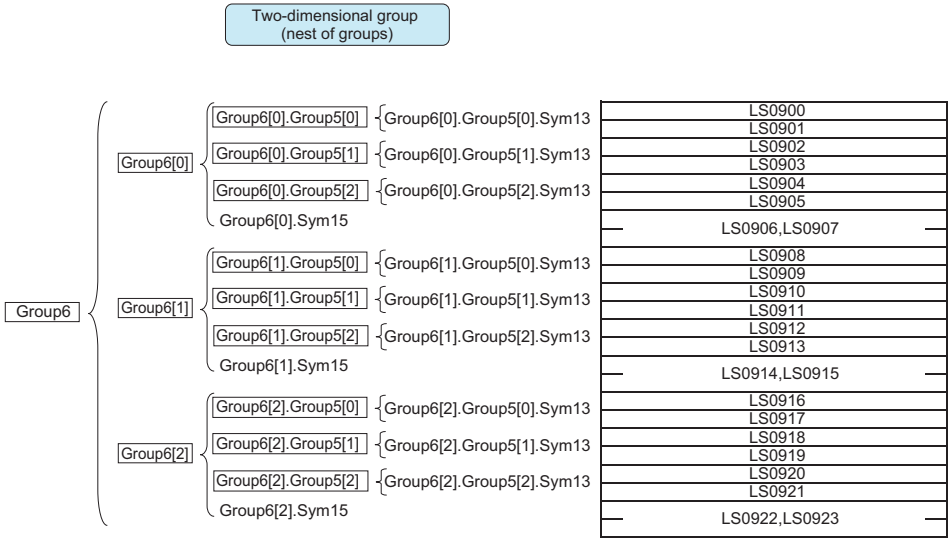 Two-dimensional group
(nest of groups)
Group6
Group6[0]
Group6[0].Group5[0]
Group6[0].Group5[0].Sym13
Group6[0].Group5[1]
Group6[0].Group5[1].Sym13
Group6[0].Group5[2]
Group6[0].Group5[2].Sym13
Group6[0].Sym15
Group6[1]
Group6[1].Group5[0]
Group6[1].Group5[0].Sym13
Group6[1].Group5[1]
Group6[1].Group5[1].Sym13
Group6[1].Group5[2]
Group6[1].Group5[2].Sym13
Group6[1].Sym15
Group6[2]
Group6[2].Group5[0]
Group6[2].Group5[0].Sym13
Group6[2].Group5[1]
Group6[2].Group5[1].Sym13
Group6[2].Group5[2]
Group6[2].Group5[2].Sym13
Group6[2].Sym15
LS0900
LS0901
LS0902
LS0903
LS0904
LS0905
LS0906,LS0907
LS0908
LS0909
LS0910
LS0911
LS0912
LS0913
LS0914,LS0915
LS0916
LS0917
LS0918
LS0919
LS0920
LS0921
LS0922,LS0923